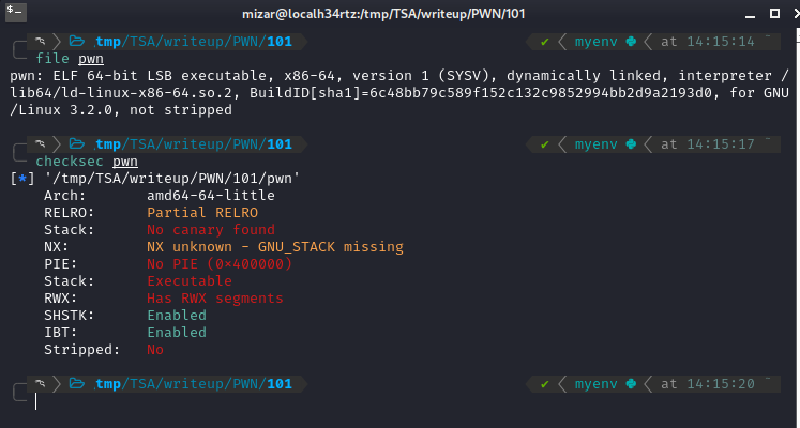 mizar@localh34rtz:/tmp/TSA/writeup/PWN/101
/tmp/TSA/writeup/PWN/101 ✔ myenv at 14:15:14
file pwn
pwn: ELF 64-bit LSB executable, x86-64, version 1 (SYSV), dynamically linked, interpreter /
lib64/ld-linux-x86-64.so.2, BuildID[sha1]=6c48bb79c589f152c132c9852994bb2d9a2193d0, for GNU
/Linux 3.2.0, not stripped
/tmp/TSA/writeup/PWN/101 ✔ myenv at 14:15:17
checksec pwn
[*] '/tmp/TSA/writeup/PWN/101/pwn'
Arch: amd64-64-little
RELRO: Partial RELRO
Stack: No canary found
NX: NX unknown - GNU_STACK missing
PIE: No PIE (0x400000)
Stack: Executable
RWX: Has RWX segments
SHSTK: Enabled
IBT: Enabled
Stripped: No
/tmp/TSA/writeup/PWN/101 ✔ myenv at 14:15:20